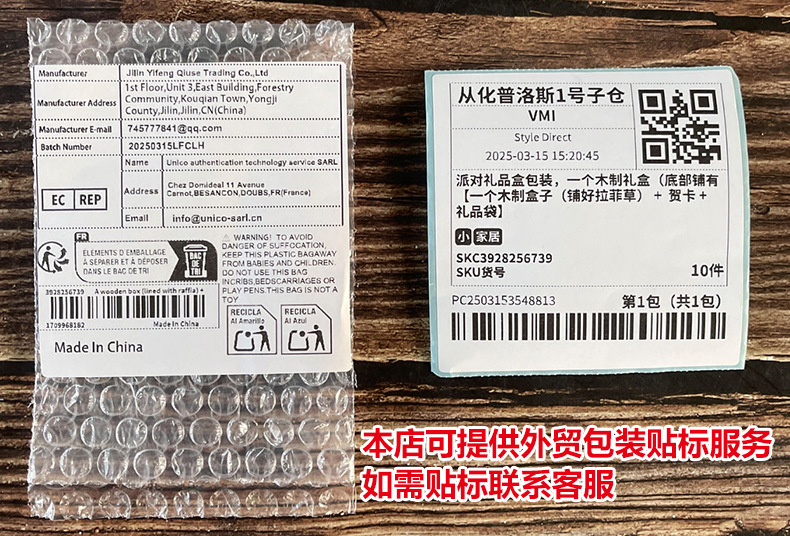 Manufacturer Jilin Yifeng Qiuse Trading Co.,Ltd
Manufacturer Address 1st Floor,Unit 3,East Building,Forestry
Community,Kouqian Town,Yongji
County,Jilin,Jilin,CN(China)
Manufacturer E-mail 745777841@qq.com
Batch Number 20250315LFCLH
EC REP
Name Unico authentication technology service SARL
Address Chez Domideal 11 Avenue
Carnot,BESANCON,DOUBS,FR(France)
Email info@unico-sarl.cn
FR
ELEMENTS D'EMBALLAGE
À SÉPARER ET À DÉPOSER
DANS LE BAC DE TRI
BAC
DE
TRI
WARNING! TO AVOID
DANGER OF SUFFOCATION,
KEEP THIS PLASTIC BAGAWAY
FROM BABIES AND CHILDREN.
DO NOT USE THIS BAG
INCRIBS,BEDSCARRIAGES OR
PLAY PENS.THIS BAG IS NOT A
TOY
3928256739 A wooden box (lined with raffia) +
1709968182 Made In China
RECICLA
Al Amarillo
RECICLA
Al Azul
Made In China
从化普洛斯1号子仓
VMI
Style Direct
2025-03-15 15:20:45
派对礼品盒包装，一个木制礼盒（底部铺有
【一个木制盒子（铺好拉菲草）+ 贺卡 +
礼品袋】
小 家居
SKC3928256739
SKU货号 10件
PC2503153548813 第1包（共1包）
本店可提供外贸包装贴标服务
如需贴标联系客服